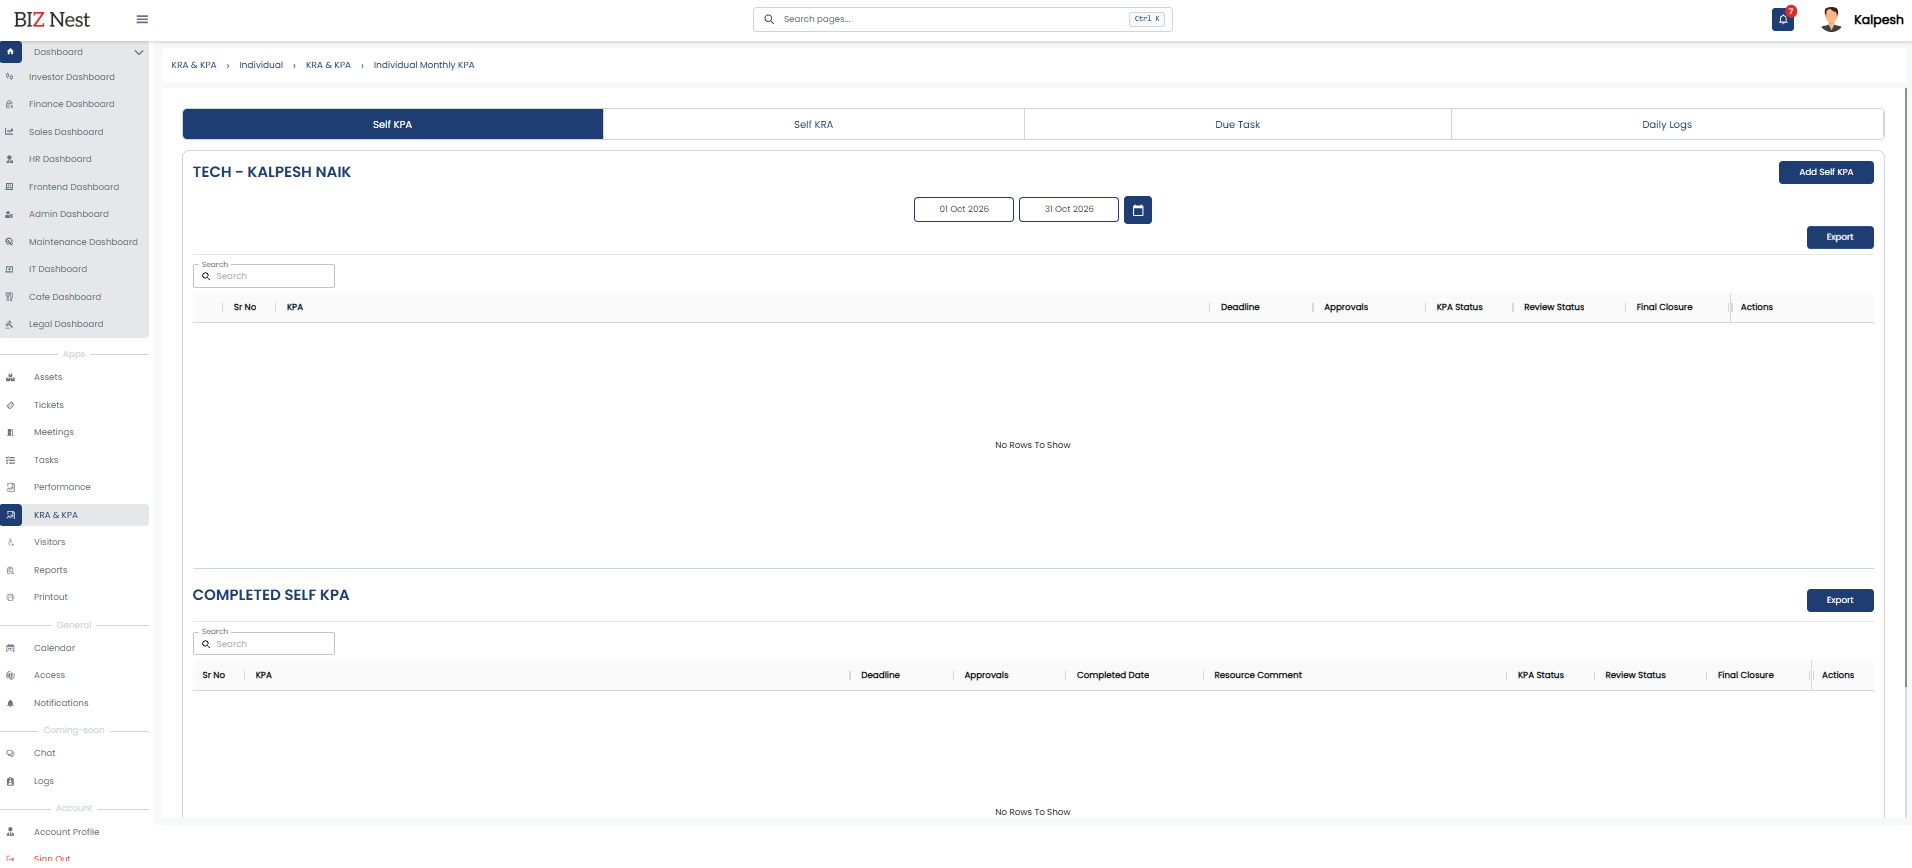 BIZ Nest
Search pages...
Ctrl K
7
Kalpesh
Dashboard
Investor Dashboard
Finance Dashboard
Sales Dashboard
HR Dashboard
Frontend Dashboard
Admin Dashboard
Maintenance Dashboard
IT Dashboard
Cafe Dashboard
Legal Dashboard
Apps
Assets
Tickets
Meetings
Tasks
Performance
KRA & KPA
Visitors
Reports
Printout
General
Calendar
Access
Notifications
Coming-soon
Chat
Logs
Account
Account Profile
Sign Out
KRA & KPA › Individual › KRA & KPA › Individual Monthly KPA
Self KPA Self KRA Due Task Daily Logs
TECH - KALPESH NAIK
Add Self KPA
01 Oct 2026 31 Oct 2026
Export
Search
Search
Sr No KPA Deadline Approvals KPA Status Review Status Final Closure Actions
No Rows To Show
COMPLETED SELF KPA
Export
Search
Search
Sr No KPA Deadline Approvals Completed Date Resource Comment KPA Status Review Status Final Closure Actions
No Rows To Show